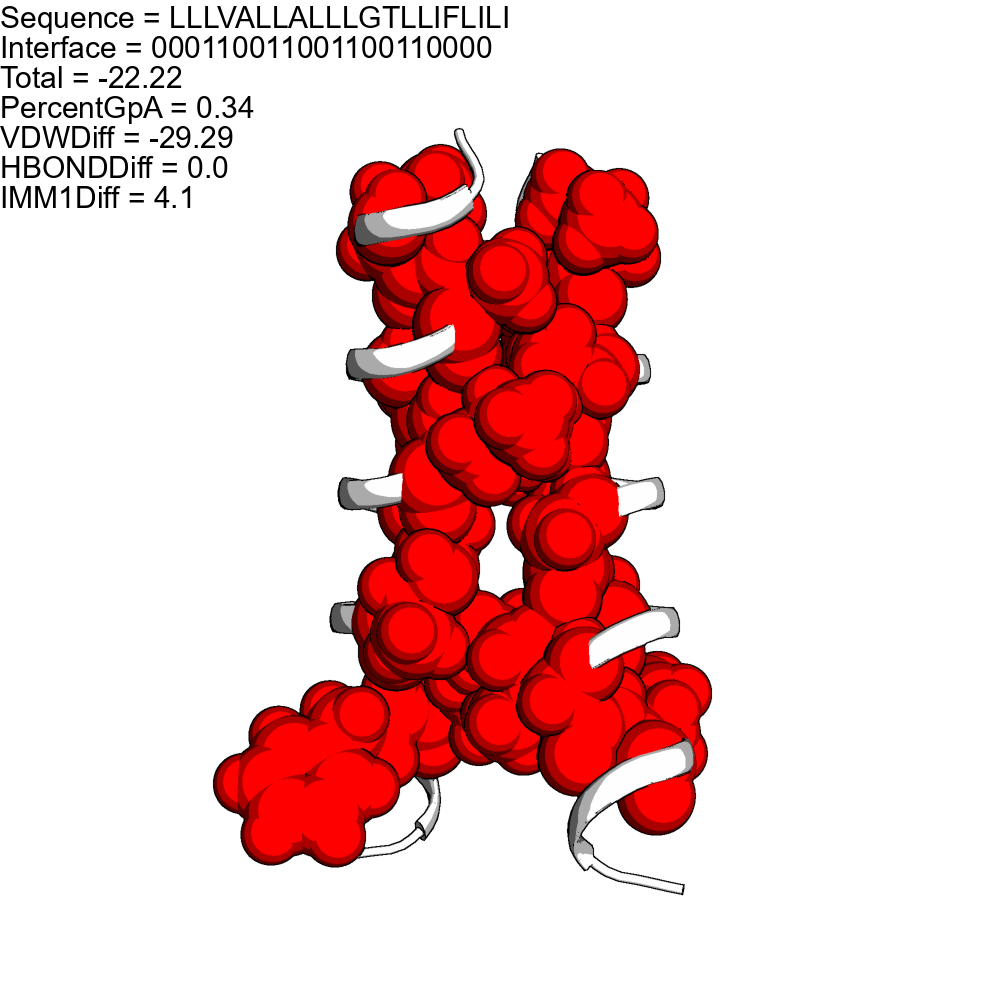 Sequence = LLLVALLALLLGTLLIFLILI
Interface = 000110011001100110000
Total = -22.22
PercentGpA = 0.34
VDWDiff = -29.29
HBONDDiff = 0.0
IMM1Diff = 4.1